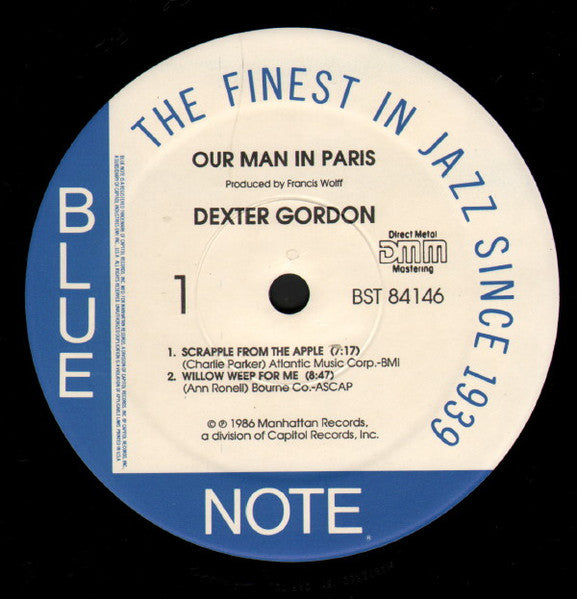 THE FINEST IN JAZZ SINCE 1939
OUR MAN IN PARIS
Produced by Francis Wolff
DEXTER GORDON
Direct Metal
DMM
Mastering
1
BST 84146
1. SCRAPPLE FROM THE APPLE (7:17)
(Charlie Parker) Atlantic Music Corp.-BMI
2. WILLOW WEEP FOR ME (8:47)
(Ann Ronell) Bourne Co.-ASCAP
© ℗ 1986 Manhattan Records,
a division of Capitol Records, Inc.
BLUE
NOTE
®